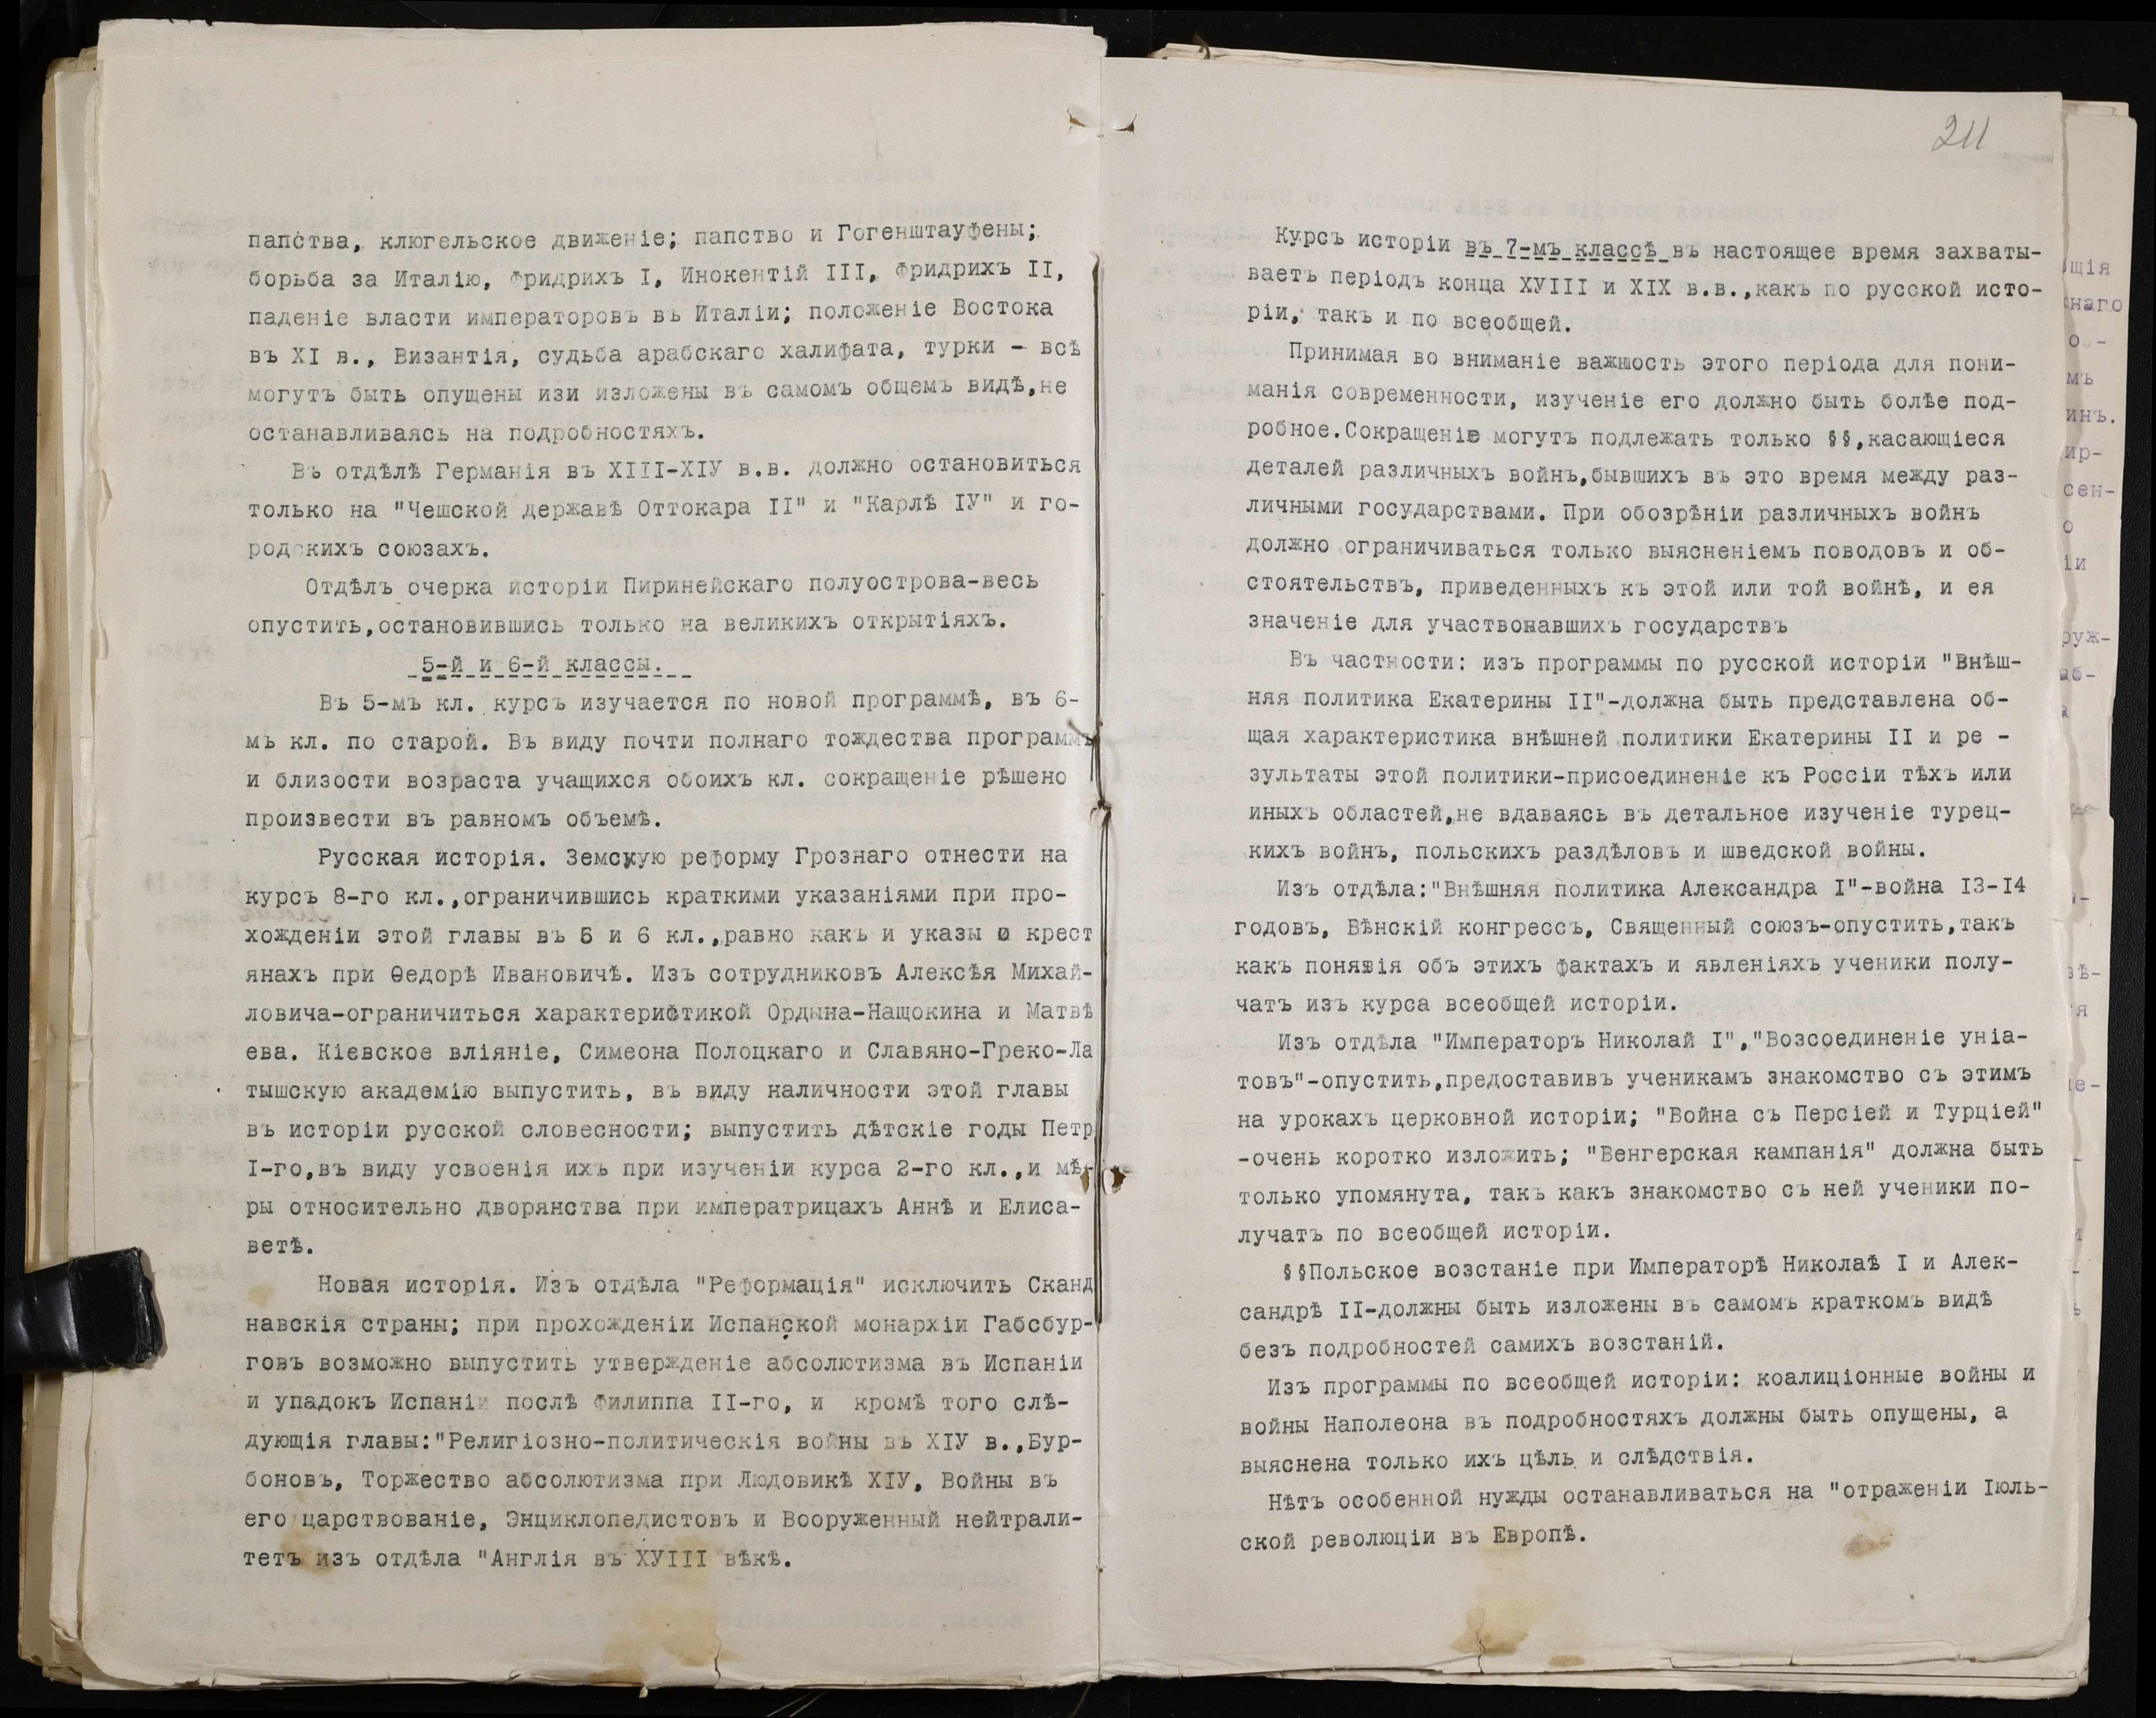 папства, клюгельское движеніе; папство и Гогенштауфены;
борьба за Италію, Фридрихъ I, Инокентій III, Фридрихъ II,
паденіе власти императоровъ въ Италіи; положеніе Востока
въ XI в., Византія, судьба арабскаго халифата, турки - всѣ
могутъ быть опущены изи изложены въ самомъ общемъ видѣ,не
останавливаясь на подробностяхъ.
Въ отдѣлѣ Германія въ XIII-XIУ в.в. должно остановиться
только на "Чешской державѣ Оттокара II" и "Карлѣ IУ" и го-
родскихъ союзахъ.
Отдѣлъ очерка исторіи Пиринейскаго полуострова-весь
опустить,остановившись только на великихъ открытіяхъ.
5-й и 6-й классы.
Въ 5-мъ кл. курсъ изучается по новой программѣ, въ 6-
мъ кл. по старой. Въ виду почти полнаго тождества программъ
и близости возраста учащихся обоихъ кл. сокращеніе рѣшено
произвести въ равномъ объемѣ.
Русская исторія. Земскую реформу Грознаго отнести на
курсъ 8-го кл.,ограничившись краткими указаніями при про-
хожденіи этой главы въ 5 и 6 кл.,равно какъ и указы о крест
янахъ при Ѳедорѣ Ивановичѣ. Изъ сотрудниковъ Алексѣя Михай-
ловича-ограничиться характеристикой Ордына-Нащокина и Матвѣ
ева. Кіевское вліяніе, Симеона Полоцкаго и Славяно-Греко-Ла
тышскую академію выпустить, въ виду наличности этой главы
въ исторіи русской словесности; выпустить дѣтскіе годы Петр
I-го,въ виду усвоенія ихъ при изученіи курса 2-го кл.,и мѣ-
ры относительно дворянства при императрицахъ Аннѣ и Елиса-
ветѣ.
Новая исторія. Изъ отдѣла "Реформація" исключить Сканд
навскія страны; при прохожденіи Испанской монархіи Габсбур-
говъ возможно выпустить утвержденіе абсолютизма въ Испаніи
и упадокъ Испаніи послѣ Филиппа II-го, и кромѣ того слѣ-
дующія главы:"Религіозно-политическія войны въ XIУ в.,Бур-
боновъ, Торжество абсолютизма при Людовикѣ XIУ, Войны въ
его царствованіе, Энциклопедистовъ и Вооруженный нейтрали-
тетъ изъ отдѣла "Англія въ ХУIII вѣкѣ.
211
Курсъ исторіи въ 7-мъ классѣ въ настоящее время захваты-
ваетъ періодъ конца ХУIII и XIX в.в.,какъ по русской исто-
ріи, такъ и по всеобщей.
Принимая во вниманіе важность этого періода для пони-
манія современности, изученіе его должно быть болѣе под-
робное.Сокращенію могутъ подлежать только §§,касающіеся
деталей различныхъ войнъ,бывшихъ въ это время между раз-
личными государствами. При обозрѣніи различныхъ войнъ
должно ограничиваться только выясненіемъ поводовъ и об-
стоятельствъ, приведенныхъ къ этой или той войнѣ, и ея
значеніе для участвовавшихъ государствъ
Въ частности: изъ программы по русской исторіи "Внѣш-
няя политика Екатерины II"-должна быть представлена об-
щая характеристика внѣшней политики Екатерины II и ре -
зультаты этой политики-присоединеніе къ Россіи тѣхъ или
иныхъ областей,не вдаваясь въ детальное изученіе турец-
кихъ войнъ, польскихъ раздѣловъ и шведской войны.
Изъ отдѣла:"Внѣшняя политика Александра I"-война I3-I4
годовъ, Вѣнскій конгрессъ, Священный союзъ-опустить,такъ
какъ понятія объ этихъ фактахъ и явленіяхъ ученики полу-
чатъ изъ курса всеобщей исторіи.
Изъ отдѣла "Императоръ Николай I","Возсоединеніе уніа-
товъ"-опустить,предоставивъ ученикамъ знакомство съ этимъ
на урокахъ церковной исторіи; "Война съ Персіей и Турціей"
-очень коротко изложить; "Венгерская кампанія" должна быть
только упомянута, такъ какъ знакомство съ ней ученики по-
лучатъ по всеобщей исторіи.
§§Польское возстаніе при Императорѣ Николаѣ I и Алек-
сандрѣ II-должны быть изложены въ самомъ краткомъ видѣ
безъ подробностей самихъ возстаній.
Изъ программы по всеобщей исторіи: коалиціонные войны и
войны Наполеона въ подробностяхъ должны быть опущены, а
выяснена только ихъ цѣль и слѣдствія.
Нѣтъ особенной нужды останавливаться на "отраженіи Іюль-
ской революціи въ Европѣ.